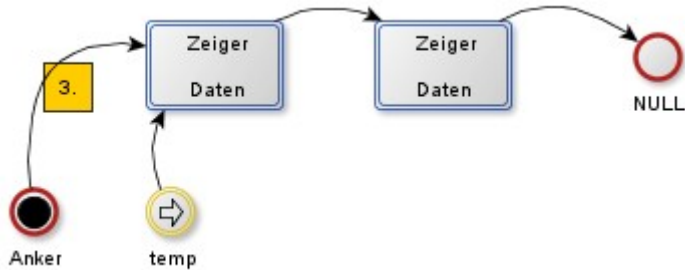 Zeiger
Daten
Zeiger
Daten
3.
NULL
Anker
temp